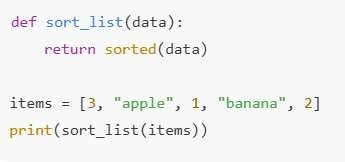 def sort_list(data):
    return sorted(data)

items = [3, "apple", 1, "banana", 2]
print(sort_list(items))